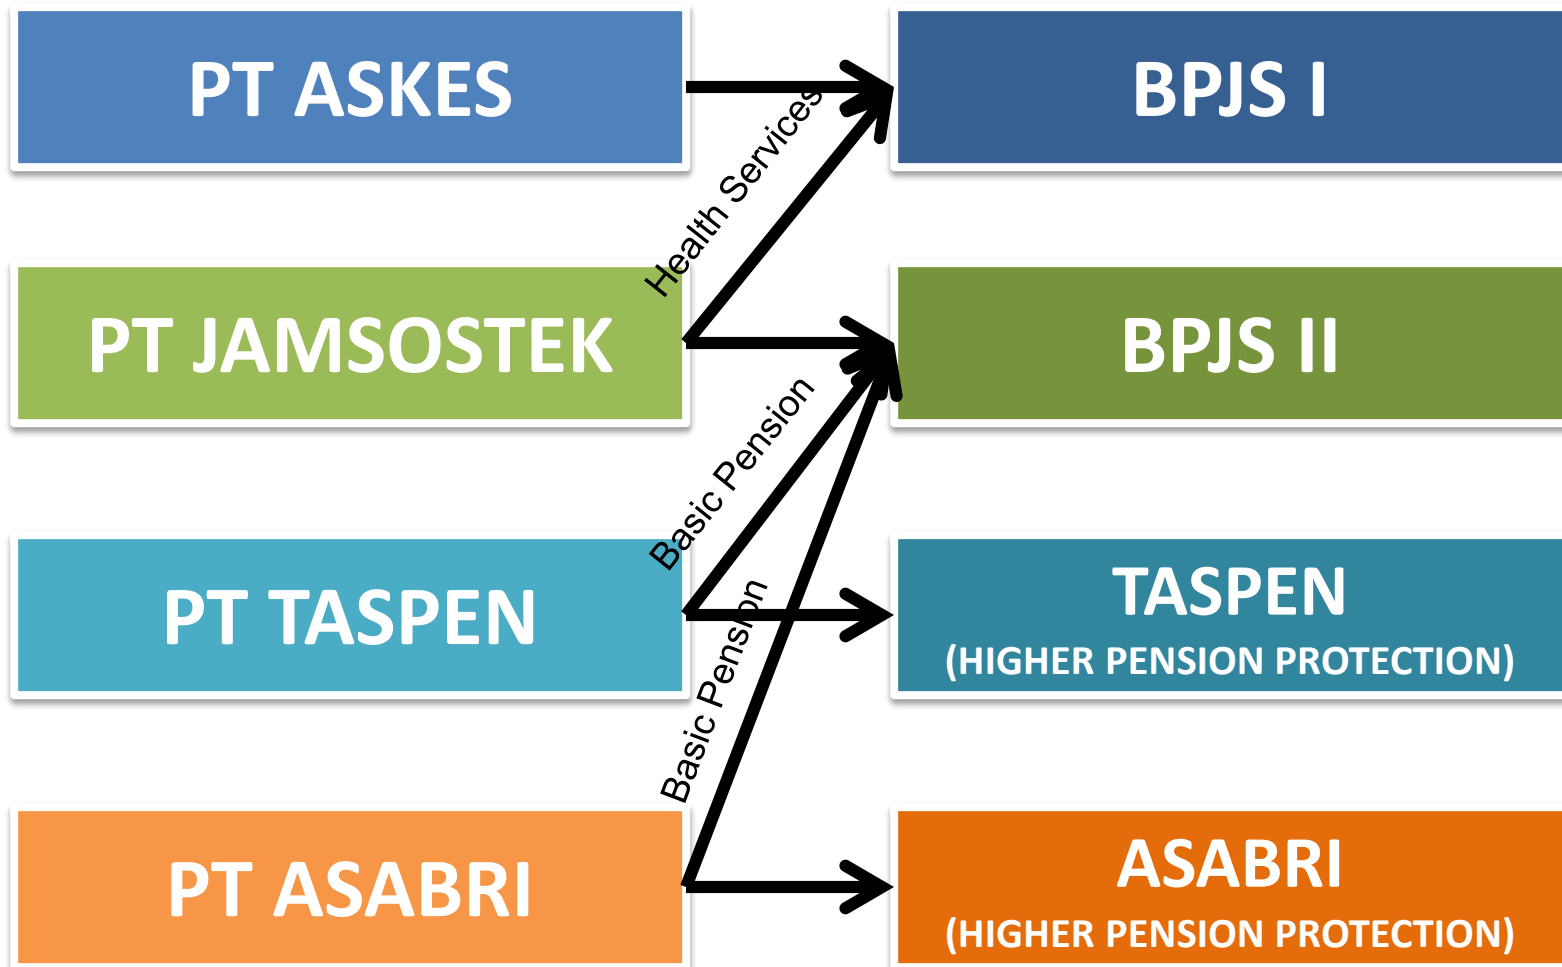 PT ASKES
BPJS I
Health Services
PT JAMSOSTEK
BPJS II
Basic Pension
PT TASPEN
TASPEN
(HIGHER PENSION PROTECTION)
Basic Pension
PT ASABRI
ASABRI
(HIGHER PENSION PROTECTION)